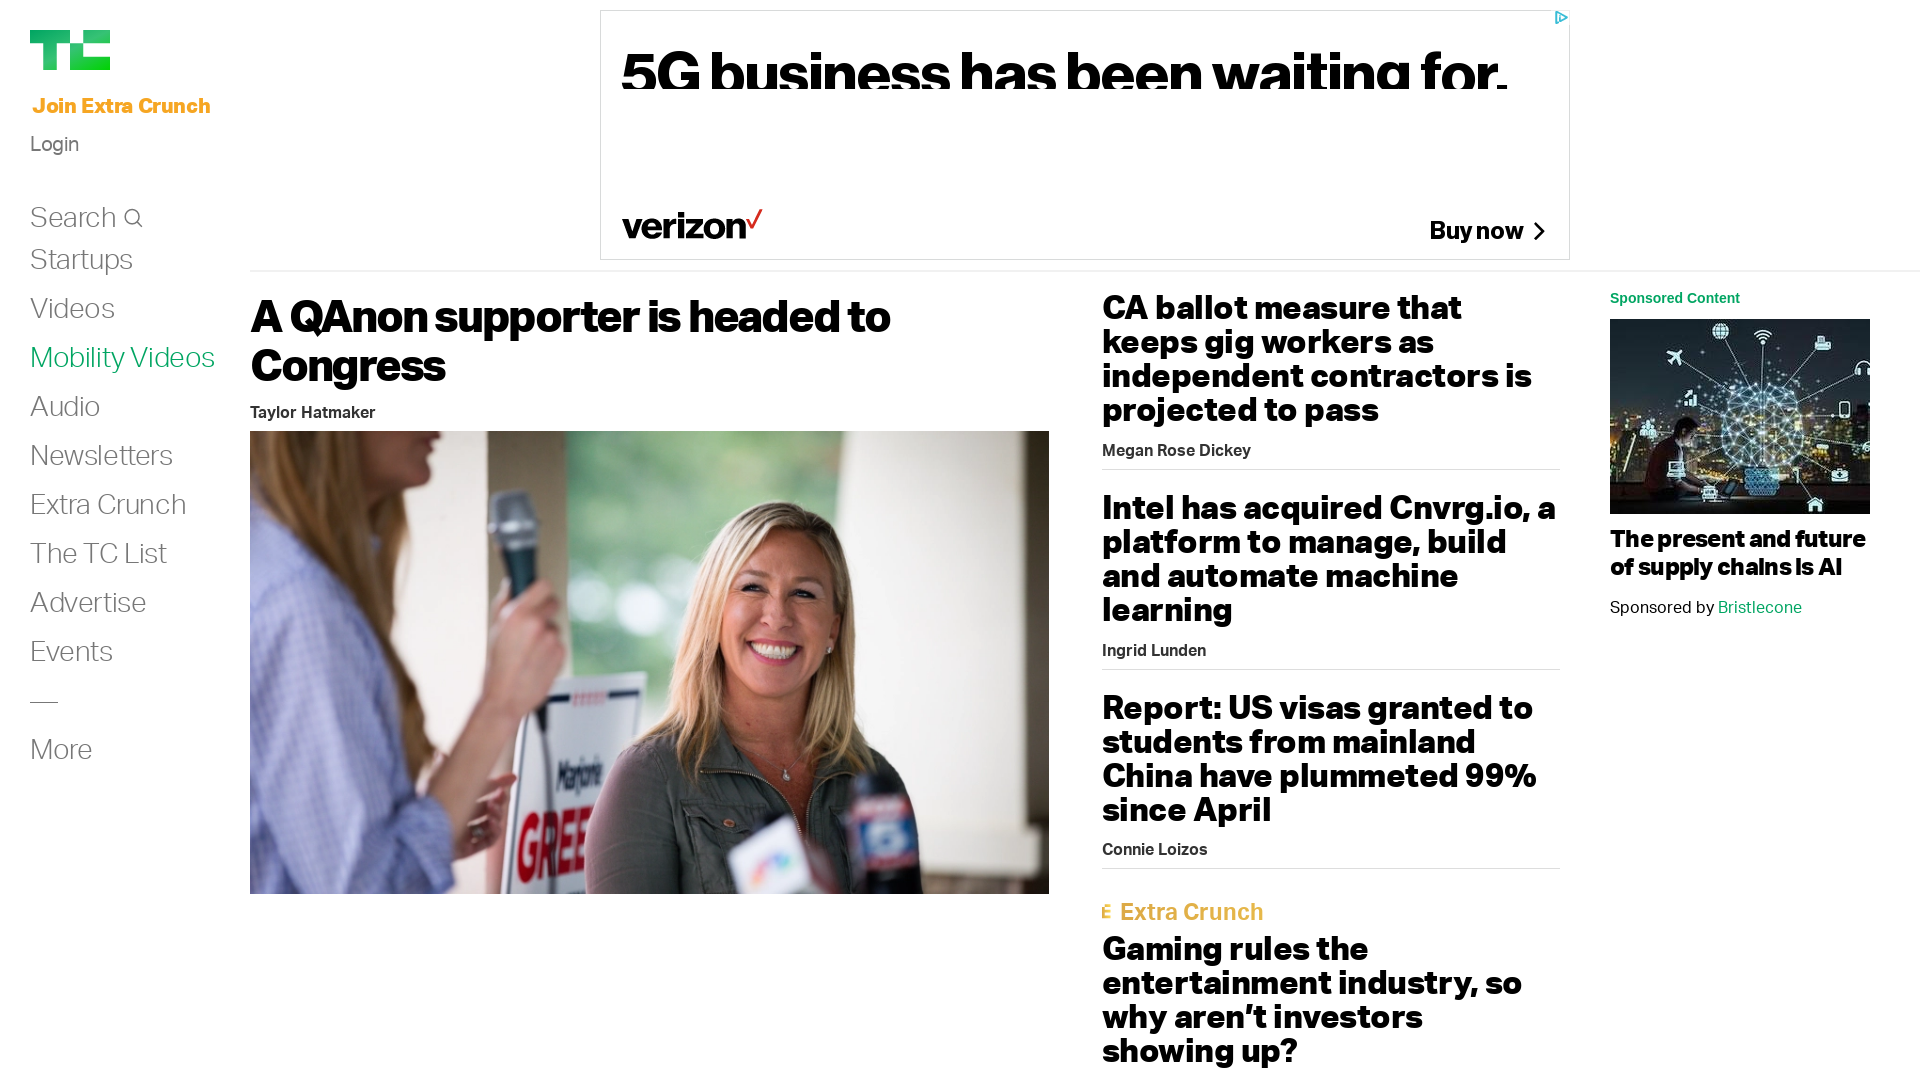 TC
Join Extra Crunch
Login
Search
Startups
Videos
Mobility Videos
Audio
Newsletters
Extra Crunch
The TC List
Advertise
Events
—
More
5G business has been waiting for.
verizon✓
Buy now
A QAnon supporter is headed to
Congress
Taylor Hatmaker
Marjorie
GREE
5
CA ballot measure that
keeps gig workers as
independent contractors is
projected to pass
Megan Rose Dickey
Intel has acquired Cnvrg.io, a
platform to manage, build
and automate machine
learning
Ingrid Lunden
Report: US visas granted to
students from mainland
China have plummeted 99%
since April
Connie Loizos
Extra Crunch
Gaming rules the
entertainment industry, so
why aren’t investors
showing up?
Sponsored Content
The present and future
of supply chains is AI
Sponsored by Bristlecone